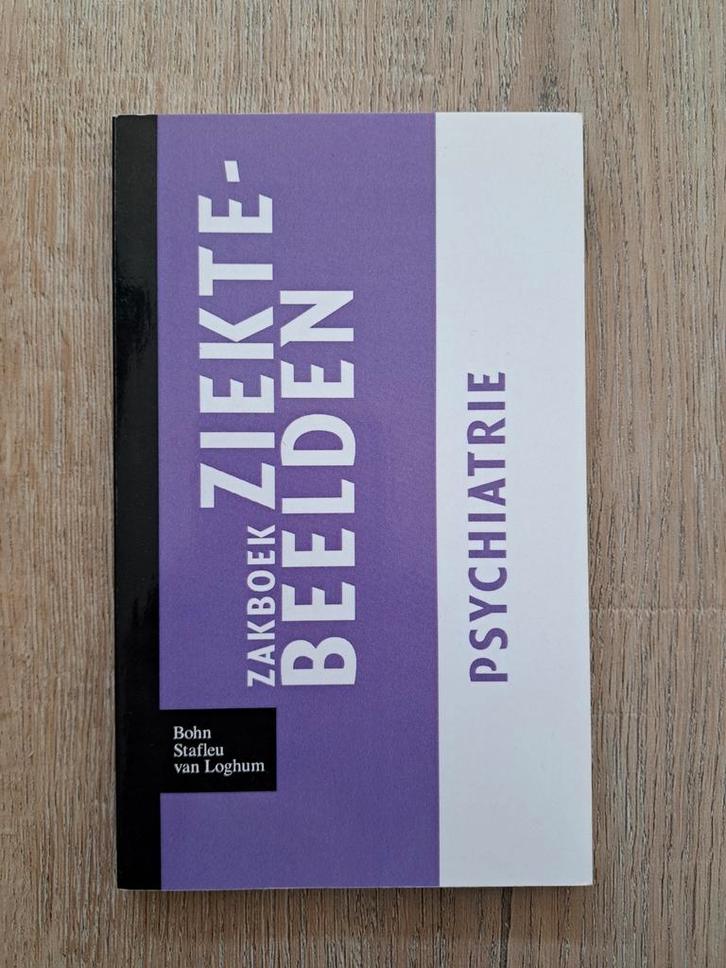 ZAKBOEK ZIEKTE-
BEELDEN
PSYCHIATRIE
Bohn
Stafleu
van Loghum